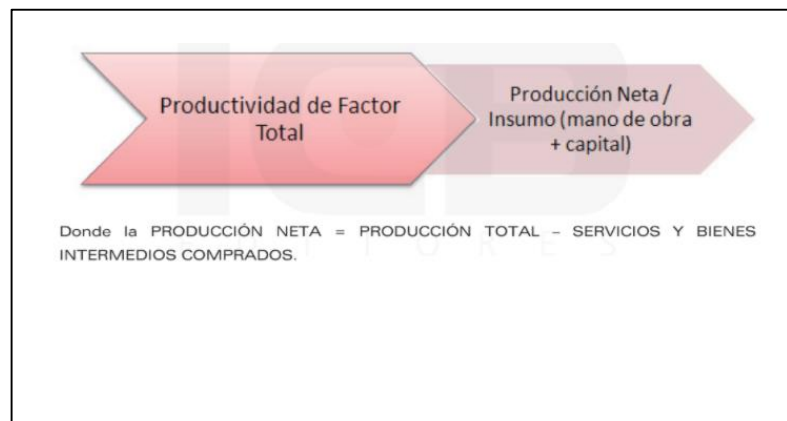 Productividad de Factor
Total
Producción Neta /
Insumo (mano de obra
+ capital)
Donde la PRODUCCIÓN NETA = PRODUCCIÓN TOTAL – SERVICIOS Y BIENES
INTERMEDIOS COMPRADOS.